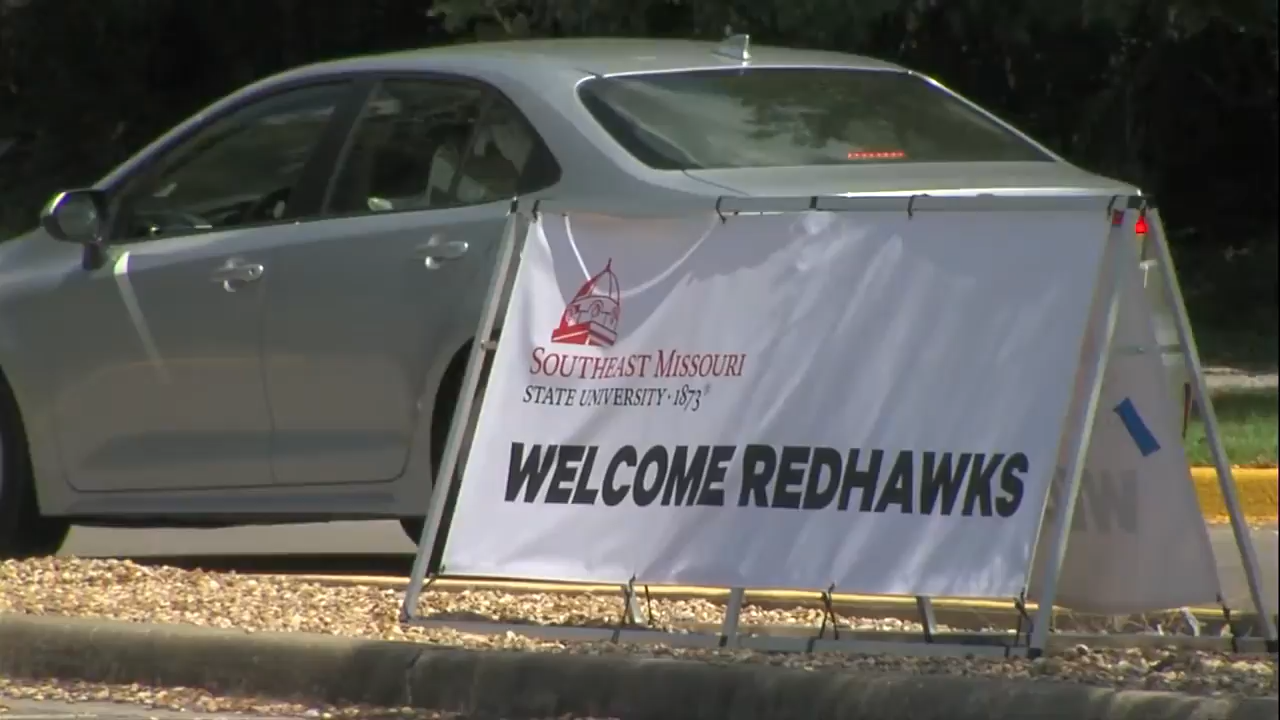 SOUTHEAST MISSOURI
STATE UNIVERSITY · 1873®
WELCOME REDHAWKS